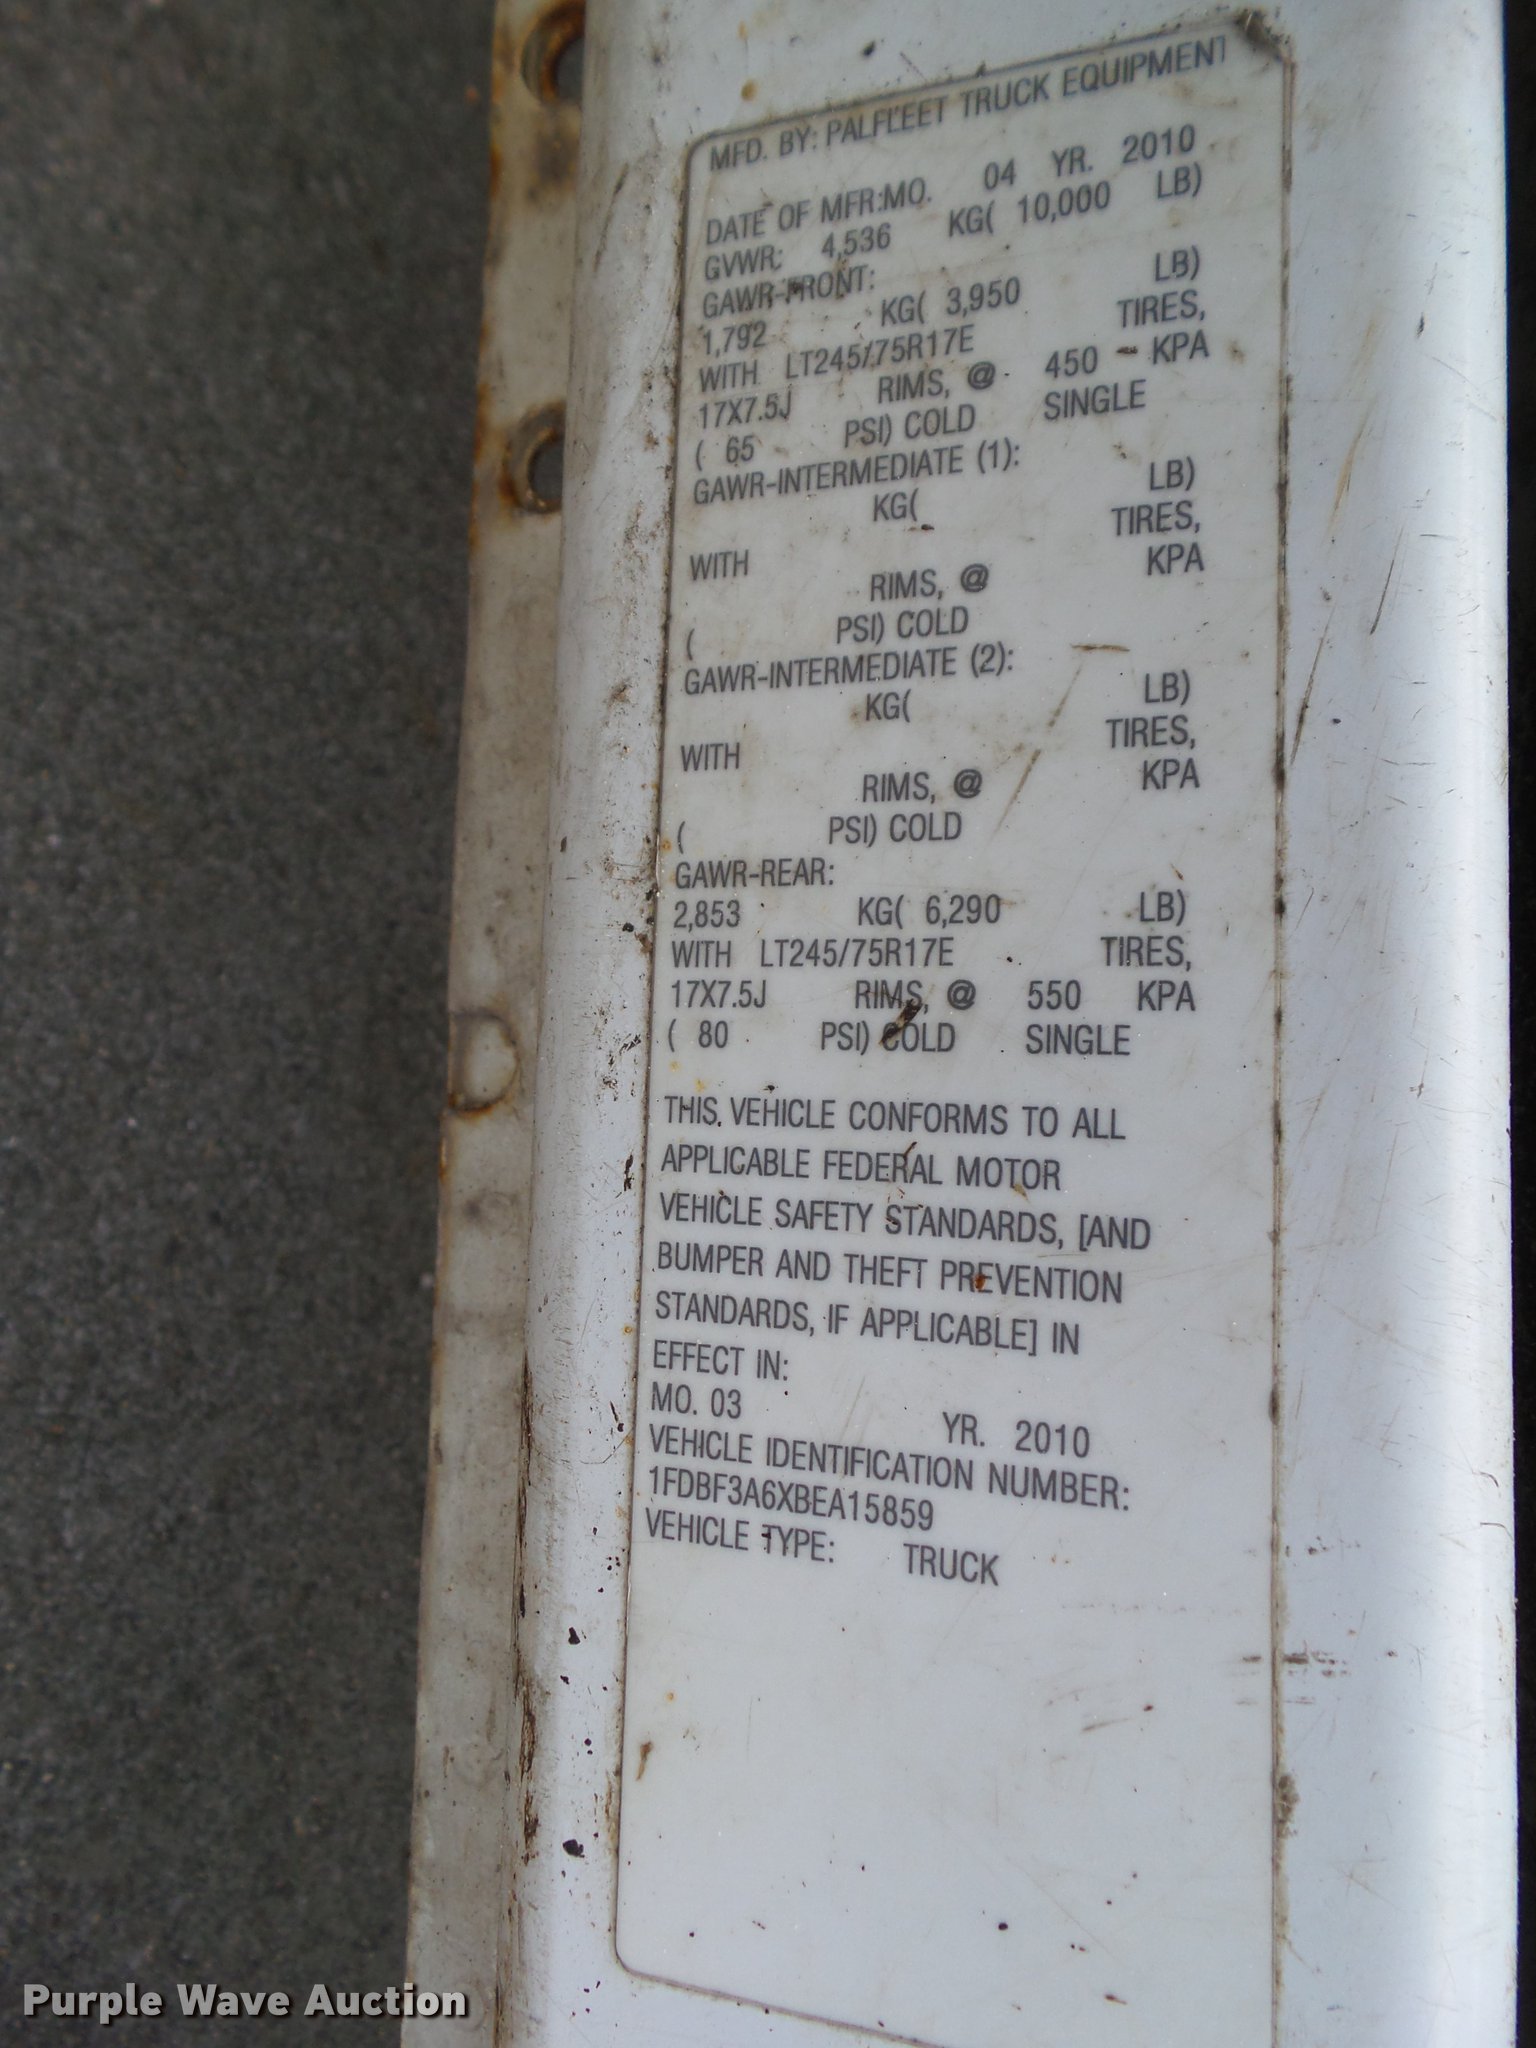 MFD. BY: PALFLEET TRUCK EQUIPMENT
DATE OF MFR:MO. 04 YR. 2010
GVWR: 4,536 KG( 10,000 LB)
GAWR-FRONT:
1,792 KG( 3,950 LB)
WITH LT245/75R17E TIRES,
17X7.5J RIMS, @ 450 KPA
( 65 PSI) COLD SINGLE
GAWR-INTERMEDIATE (1):
KG( LB)
WITH TIRES,
RIMS, @ KPA
( PSI) COLD
GAWR-INTERMEDIATE (2):
KG( LB)
WITH TIRES,
RIMS, @ KPA
( PSI) COLD
GAWR-REAR:
2,853 KG( 6,290 LB)
WITH LT245/75R17E TIRES,
17X7.5J RIMS, @ 550 KPA
( 80 PSI) COLD SINGLE
THIS VEHICLE CONFORMS TO ALL
APPLICABLE FEDERAL MOTOR
VEHICLE SAFETY STANDARDS, [AND
BUMPER AND THEFT PREVENTION
STANDARDS, IF APPLICABLE] IN
EFFECT IN:
MO. 03 YR. 2010
VEHICLE IDENTIFICATION NUMBER:
1FDBF3A6XBEA15859
VEHICLE TYPE: TRUCK
Purple Wave Auction